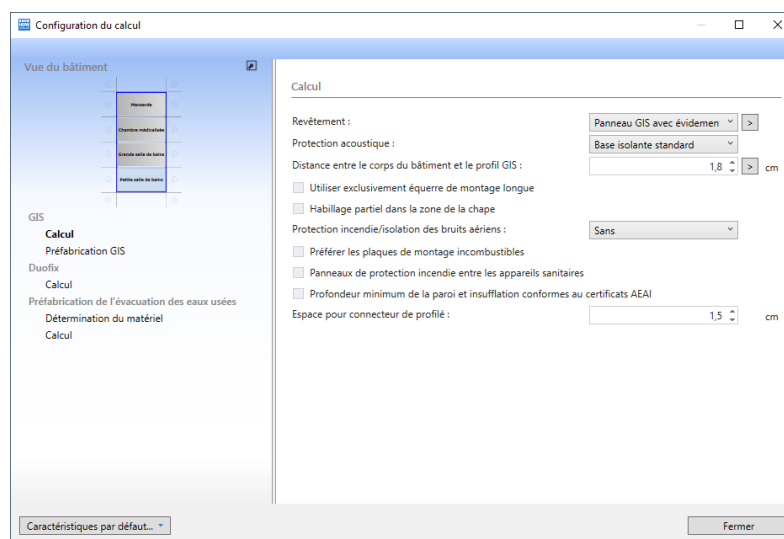 Configuration du calcul
Vue du bâtiment
Mansarde
Chambre médicalisée
Grande salle de bains
Petite salle de bains
GIS
Calcul
Préfabrication GIS
Duofix
Calcul
Préfabrication de l'évacuation des eaux usées
Détermination du matériel
Calcul
Caractéristiques par défaut...
Calcul
Revêtement : Panneau GIS avec évidemen >
Protection acoustique : Base isolante standard
Distance entre le corps du bâtiment et le profil GIS : 1,8 > cm
Utiliser exclusivement équerre de montage longue
Habillage partiel dans la zone de la chape
Protection incendie/isolation des bruits aériens : Sans
Préférer les plaques de montage incombustibles
Panneaux de protection incendie entre les appareils sanitaires
Profondeur minimum de la paroi et insufflation conformes au certificats AEAI
Espace pour connecteur de profilé : 1,5 cm
Fermer